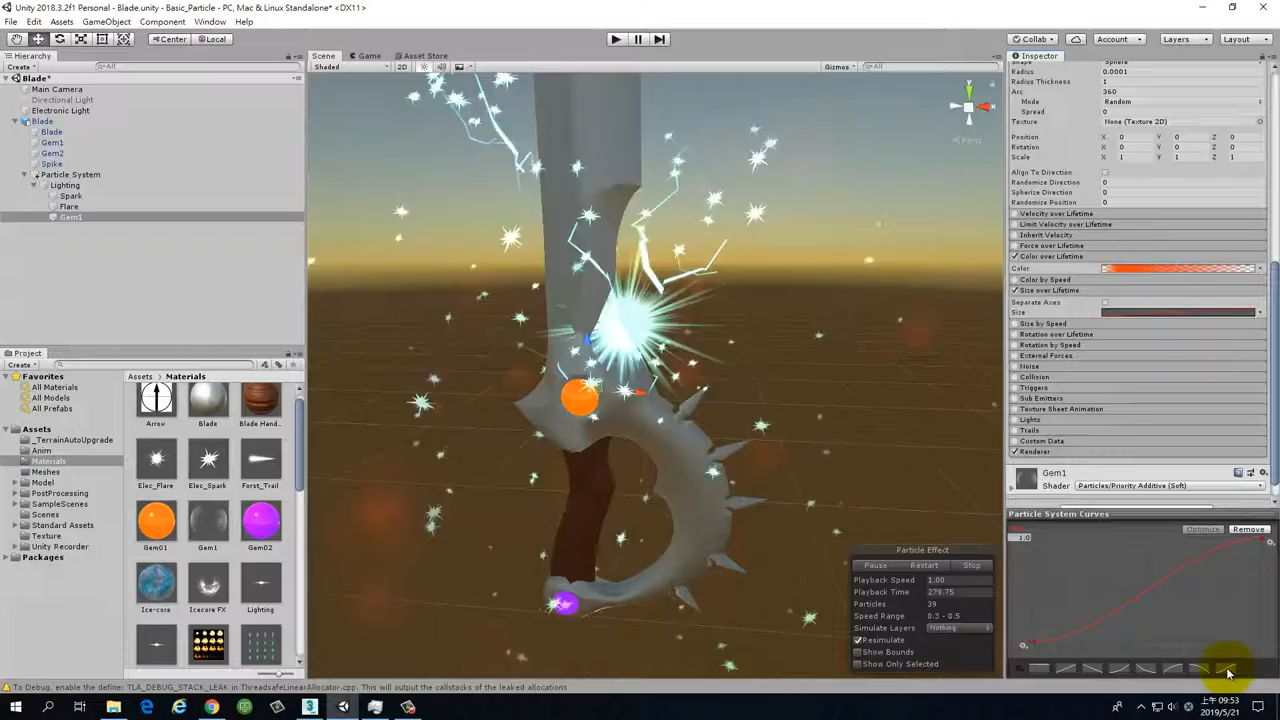 Unity 2018.3.2f1 Personal - Blade.unity - Basic_Particle - PC, Mac & Linux Standalone* <DX11>
File Edit Assets GameObject Component Window Help
Center Local Collab Account Layers Layout
Hierarchy Scene Game Asset Store Inspector
Create All Shaded 2D Gizmos All
Blade*
Main Camera
Directional Light
Electronic Light
Blade
Blade
Gem1
Gem2
Spike
Particle System
Lighting
Spark
Flare
Gem1
Persp
Project
Create
Favorites
All Materials
All Models
All Prefabs
Assets
_TerrainAutoUpgrade
Anim
Materials
Meshes
Model
PostProcessing
SampleScenes
Scenes
Standard Assets
Texture
Unity Recorder
Packages
Assets Materials
Arrow Blade Blade Hand..
Elec_Flare Elec_Spark Forst_Trail
Gem01 Gem1 Gem02
Ice-core Icecore FX Lighting
Particle Effect
Pause Restart Stop
Playback Speed 1.00
Playback Time 279.75
Particles 39
Speed Range 0.3 - 0.5
Simulate Layers Nothing
Resimulate
Show Bounds
Show Only Selected
Shape Sphere
Radius 0.0001
Radius Thickness 1
Arc 360
Mode Random
Spread 0
Texture None (Texture 2D)
Position X 0 Y 0 Z 0
Rotation X 0 Y 0 Z 0
Scale X 1 Y 1 Z 1
Align To Direction
Randomize Direction 0
Spherize Direction 0
Randomize Position 0
Velocity over Lifetime
Limit Velocity over Lifetime
Inherit Velocity
Force over Lifetime
Color over Lifetime
Color
Color by Speed
Size over Lifetime
Separate Axes
Size
Size by Speed
Rotation over Lifetime
Rotation by Speed
External Forces
Noise
Collision
Triggers
Sub Emitters
Texture Sheet Animation
Lights
Trails
Custom Data
Renderer
Gem1
Shader Particles/Priority Additive (Soft)
Particle System Curves
Optimize Remove
1.0
To Debug, enable the define: TLA_DEBUG_STACK_LEAK in ThreadsafeLinearAllocator.cpp. This will output the callstacks of the leaked allocations
上午 09:53
2019/5/21